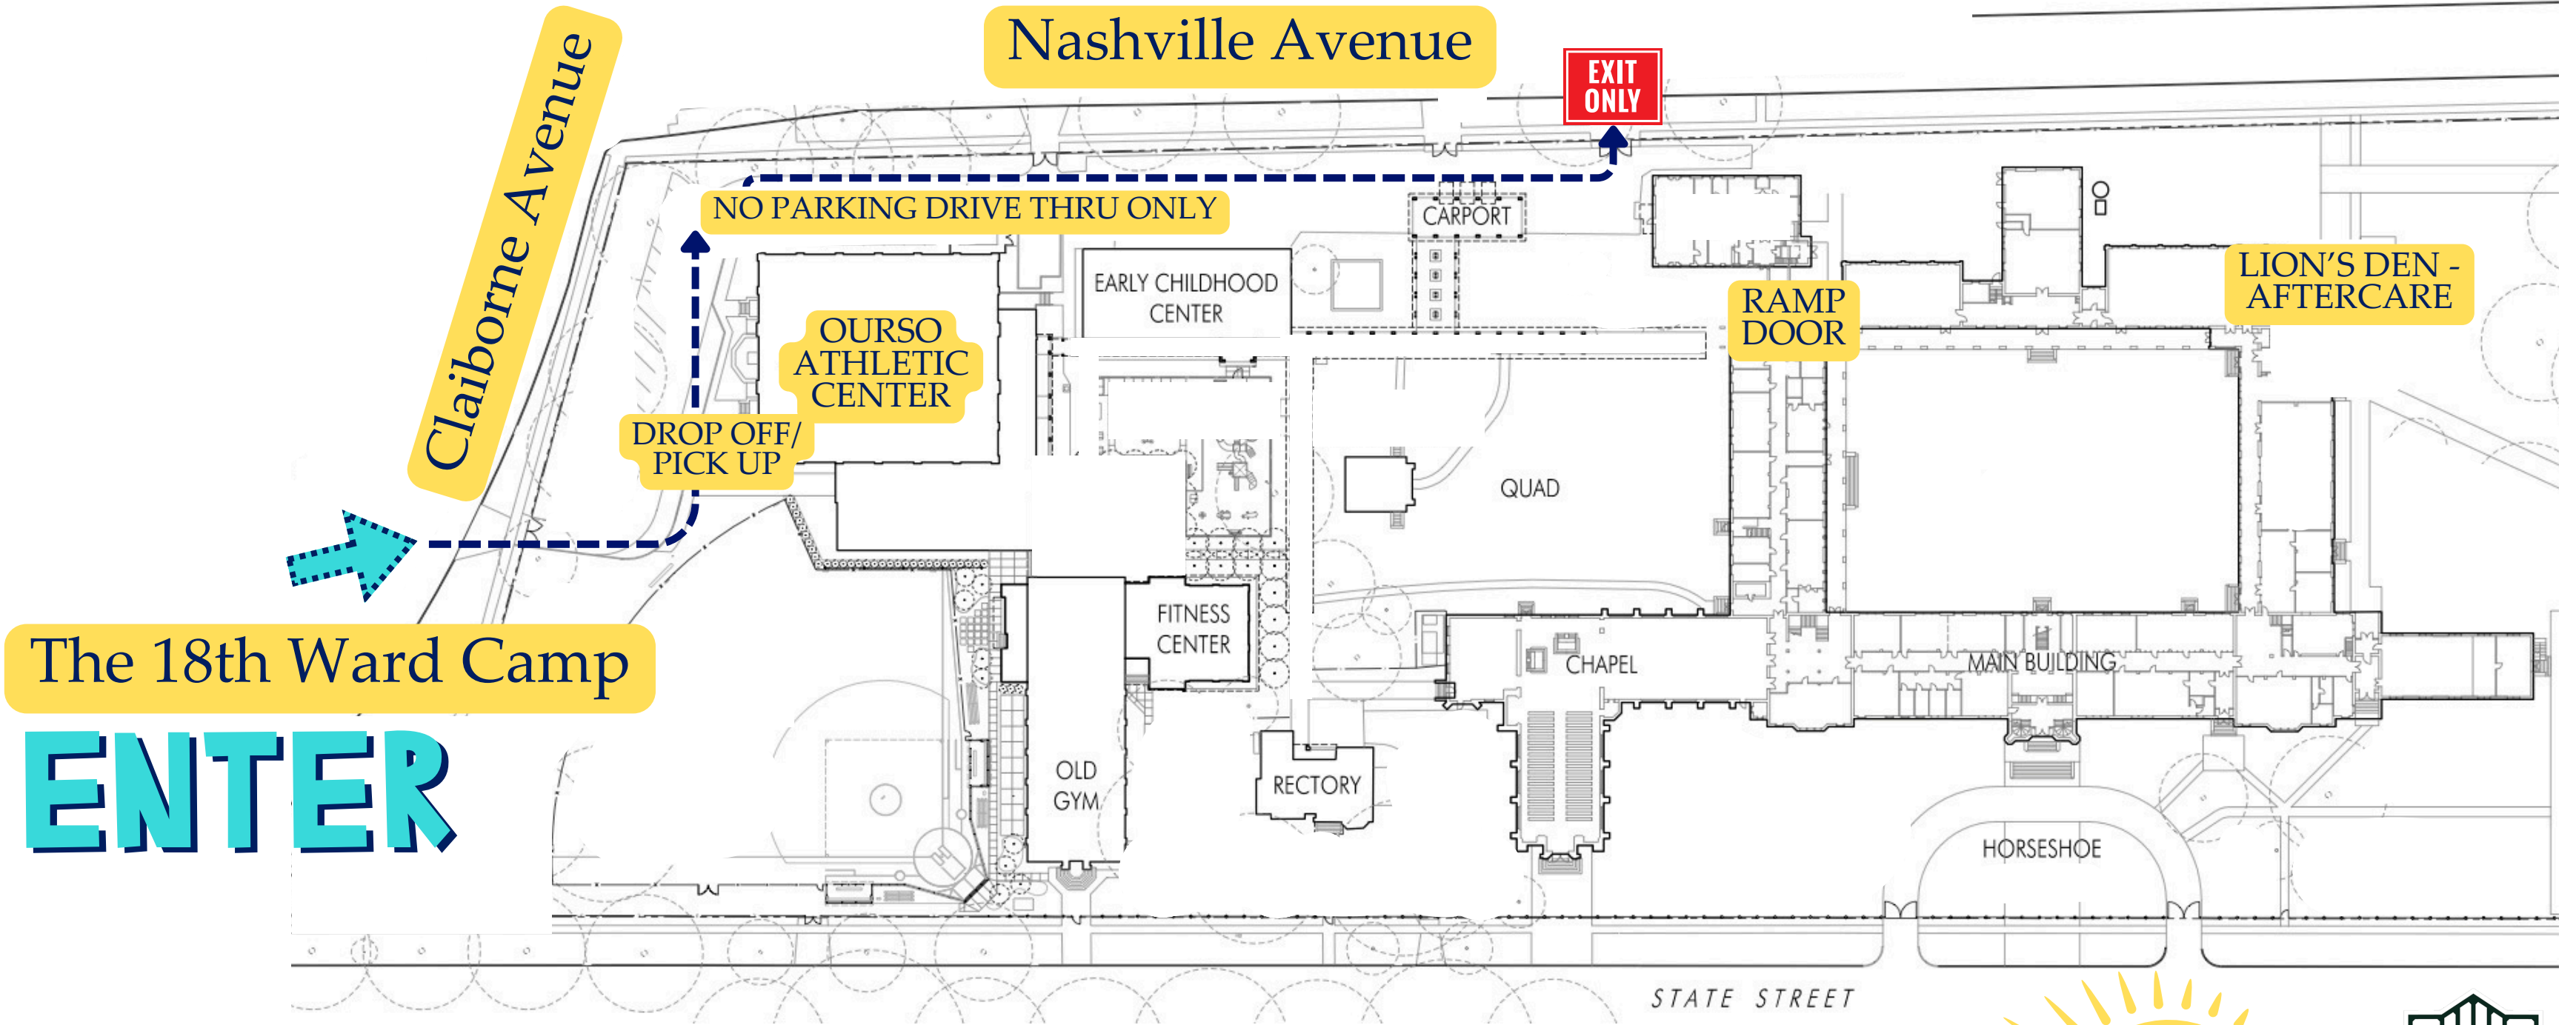 Nashville Avenue
Claiborne Avenue
EXIT
ONLY
NO PARKING DRIVE THRU ONLY
CARPORT
EARLY CHILDHOOD
CENTER
OURSO
ATHLETIC
CENTER
RAMP
DOOR
LION'S DEN -
AFTERCARE
DROP OFF/
PICK UP
QUAD
The 18th Ward Camp
ENTER
FITNESS
CENTER
CHAPEL
MAIN BUILDING
OLD
GYM
RECTORY
HORSESHOE
STATE STREET